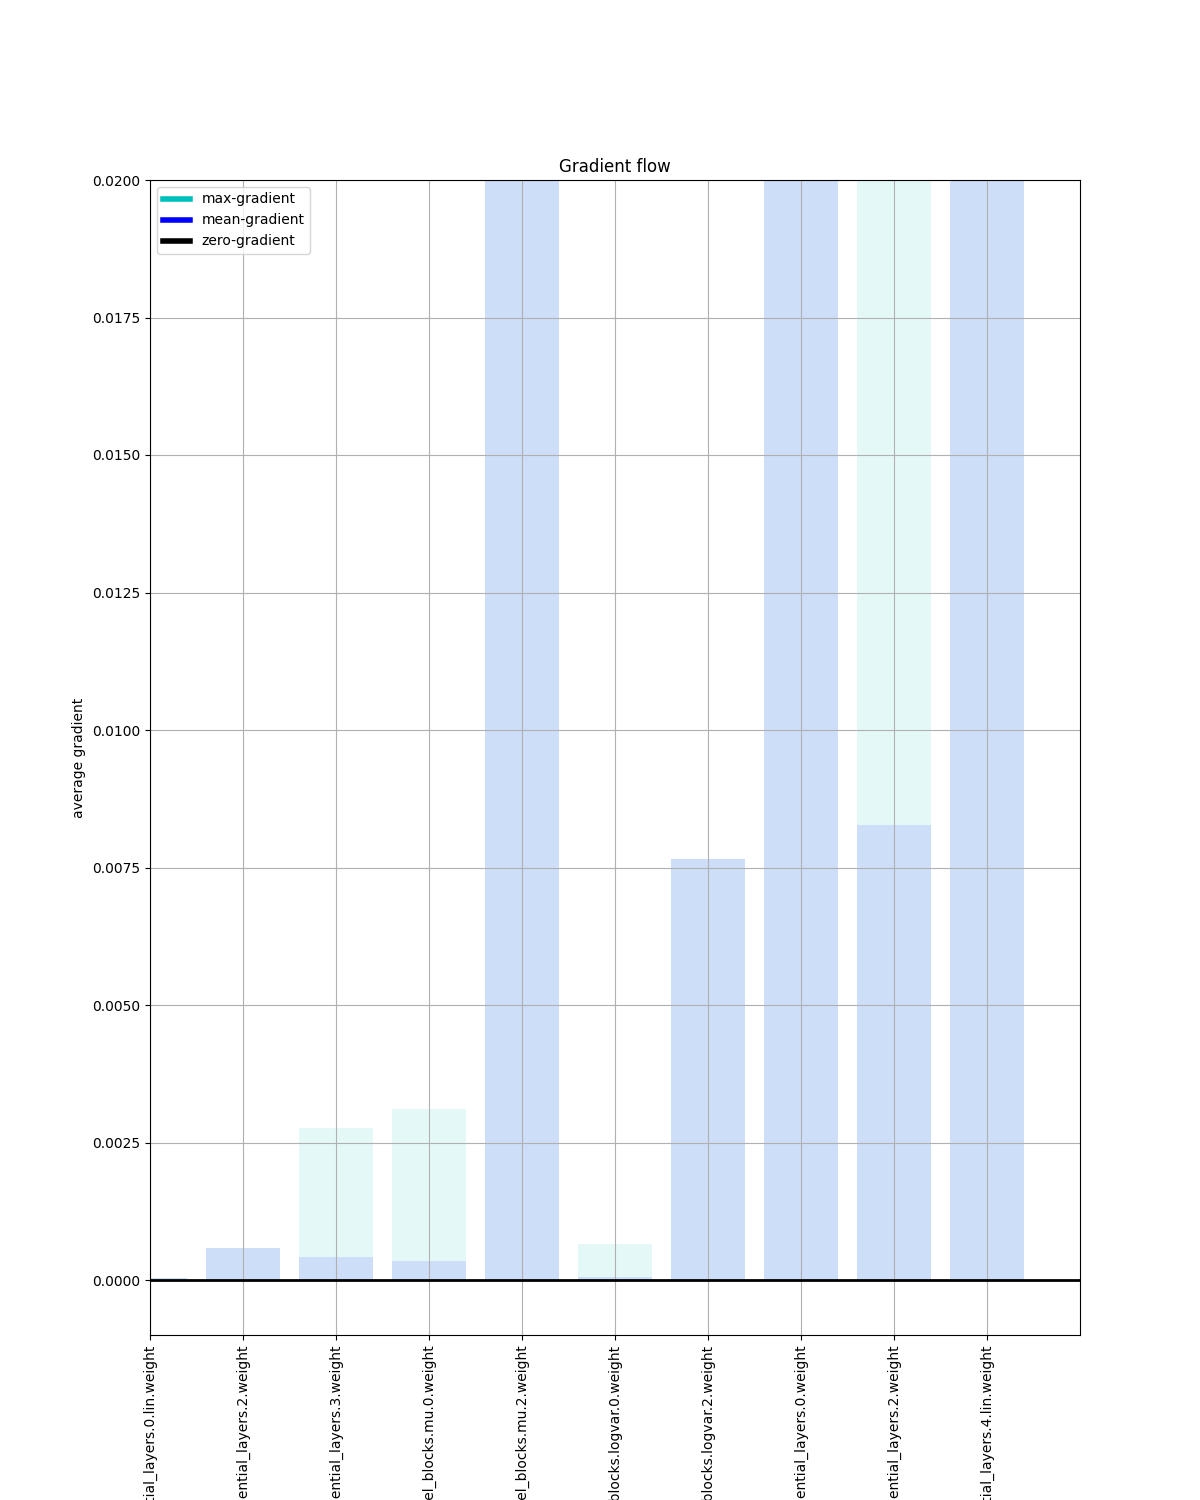 Gradient flow
max-gradient
mean-gradient
zero-gradient
0.0200
0.0175
0.0150
0.0125
0.0100
0.0075
0.0050
0.0025
0.0000
average gradient
tial_layers.0.lin.weight
ential_layers.2.weight
ential_layers.3.weight
el_blocks.mu.0.weight
el_blocks.mu.2.weight
blocks.logvar.0.weight
blocks.logvar.2.weight
ential_layers.0.weight
ential_layers.2.weight
tial_layers.4.lin.weight